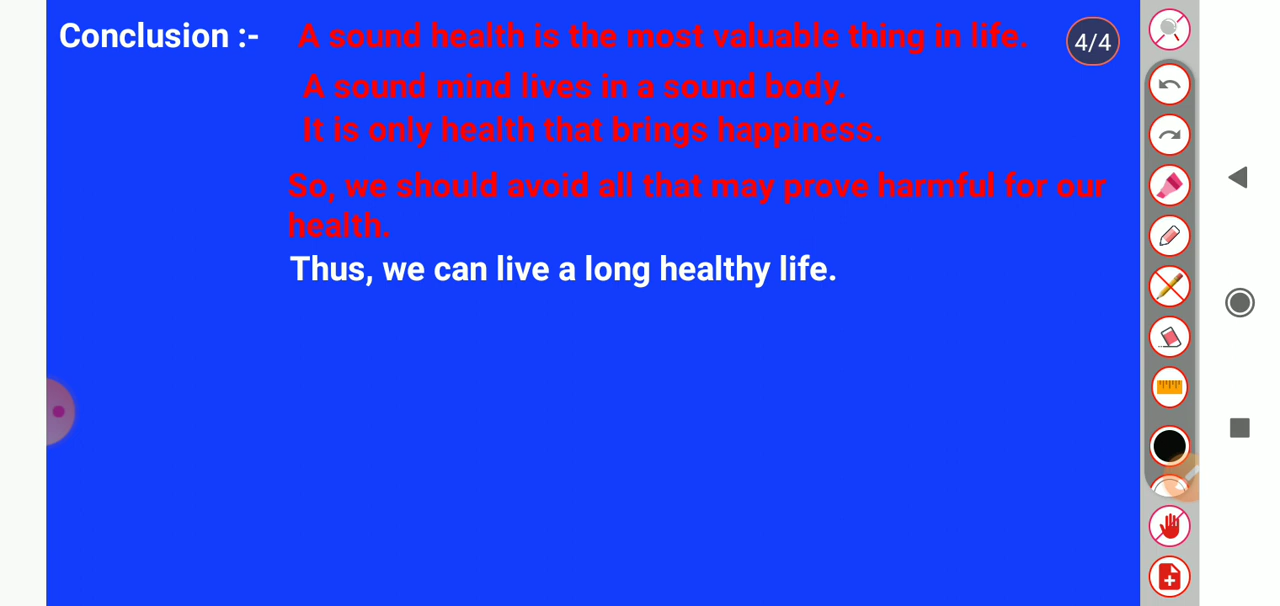 Conclusion :- A sound health is the most valuable thing in life.
4/4
A sound mind lives in a sound body.
It is only health that brings happiness.
So, we should avoid all that may prove harmful for our
health.
Thus, we can live a long healthy life.